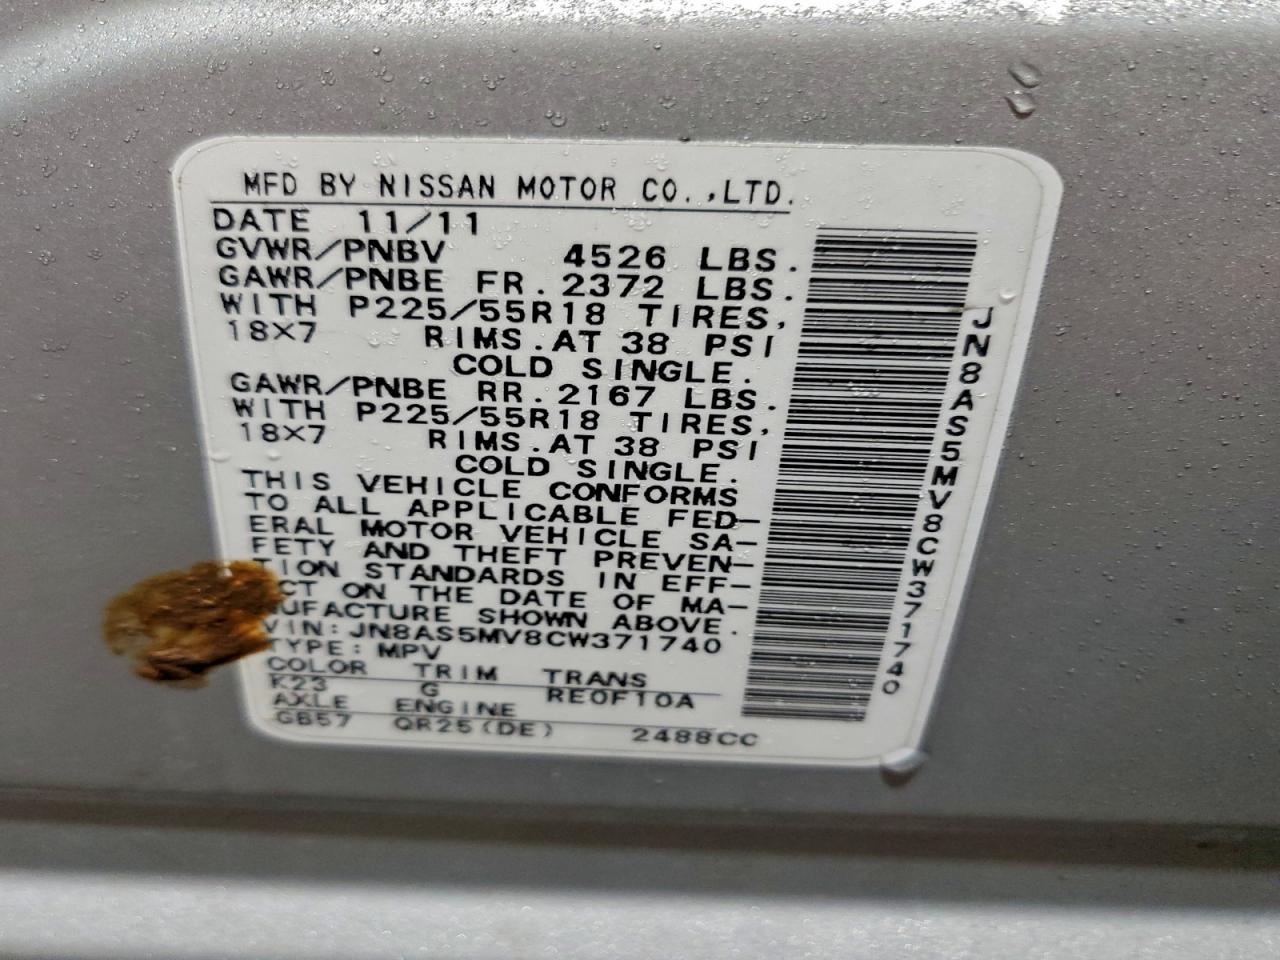 MFD BY NISSAN MOTOR CO.,LTD.
DATE 11/11
GVWR/PNBV 4526 LBS.
GAWR/PNBE FR. 2372 LBS.
WITH P225/55R18 TIRES,
18X7 RIMS.AT 38 PSI
COLD SINGLE.
GAWR/PNBE RR. 2167 LBS.
WITH P225/55R18 TIRES,
18X7 RIMS.AT 38 PSI
COLD SINGLE.
THIS VEHICLE CONFORMS
TO ALL APPLICABLE FED-
ERAL MOTOR VEHICLE SA-
FETY AND THEFT PREVEN-
TION STANDARDS IN EFF-
ECT ON THE DATE OF MA-
NUFACTURE SHOWN ABOVE.
VIN: JN8AS5MV8CW371740
TYPE: MPV
COLOR TRIM TRANS
K23 G RE0F10A
AXLE ENGINE
GB57 QR25(DE) 2488CC
JN8AS5MV8CW371740